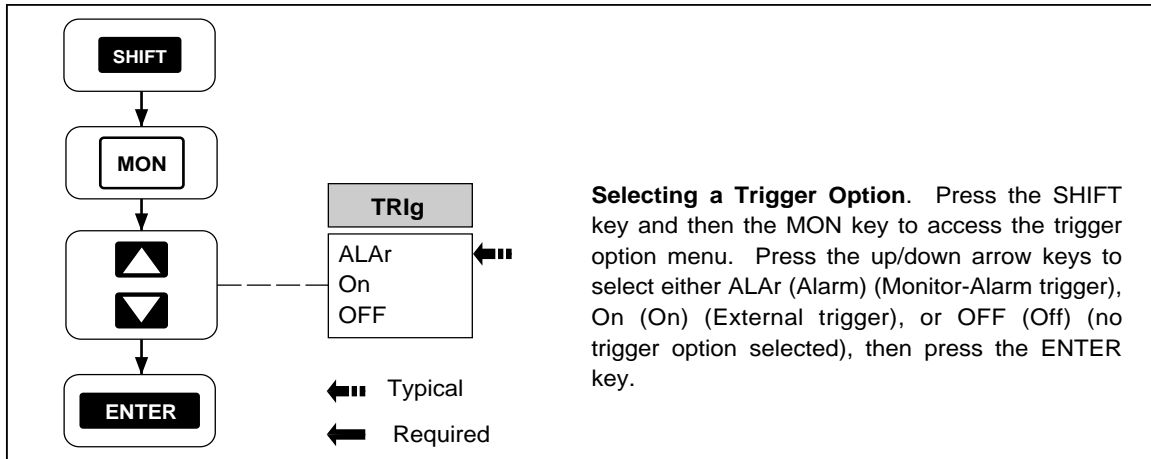 SHIFT
MON
ENTER
TRIg
ALAr
On
OFF
Typical
Required
Selecting a Trigger Option. Press the SHIFT
key and then the MON key to access the trigger
option menu. Press the up/down arrow keys to
select either ALAr (Alarm) (Monitor-Alarm trigger),
On (On) (External trigger), or OFF (Off) (no
trigger option selected), then press the ENTER
key.